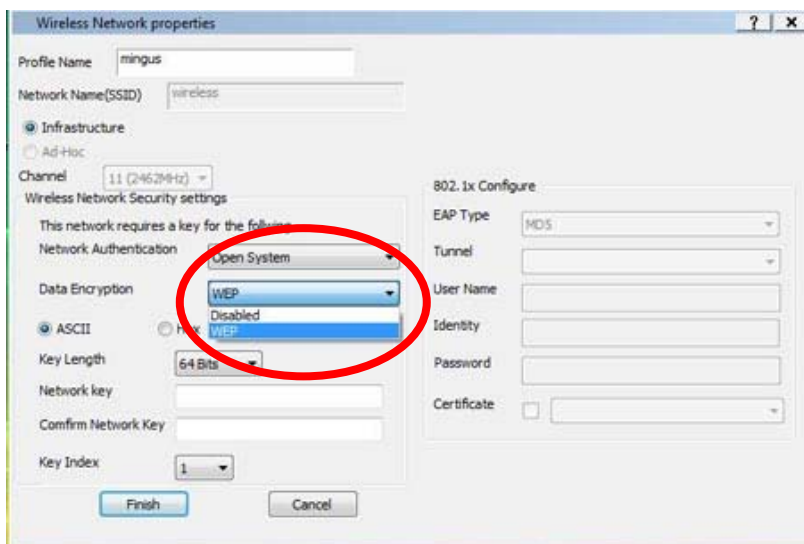 Wireless Network properties
? x
Profile Name mingus
Network Name(SSID) wireless
Infrastructure
Ad-Hoc
Channel 11 (2462MHz)
Wireless Network Security settings
This network requires a key for the follwing
Network Authentication Open System
Data Encryption WEP
Disabled
WEP
ASCII
Key Length 64 Bits
Network key
Comfirm Network Key
Key Index 1
Finish Cancel
802.1x Configure
EAP Type MD5
Tunnel
User Name
Identity
Password
Certificate